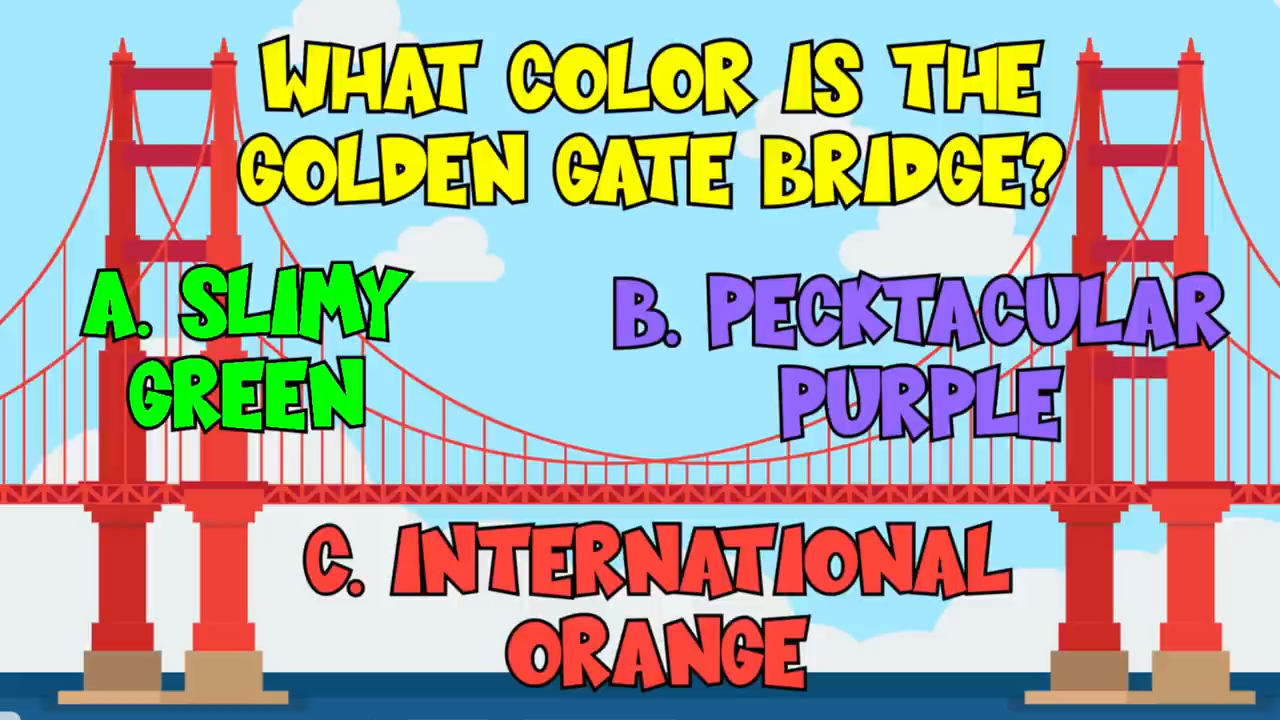 WHAT COLOR IS THE
GOLDEN GATE BRIDGE?
A. SLIMY
GREEN
B. PECKTACULAR
PURPLE
C. INTERNATIONAL
ORANGE